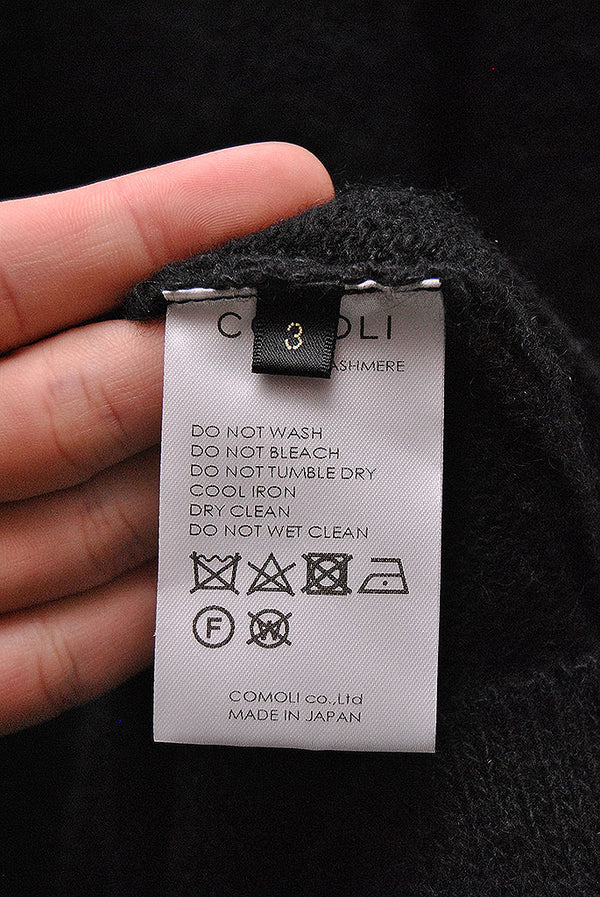 3
DO NOT WASH
DO NOT BLEACH
DO NOT TUMBLE DRY
COOL IRON
DRY CLEAN
DO NOT WET CLEAN
F
W
COMOLI co.,Ltd
MADE IN JAPAN